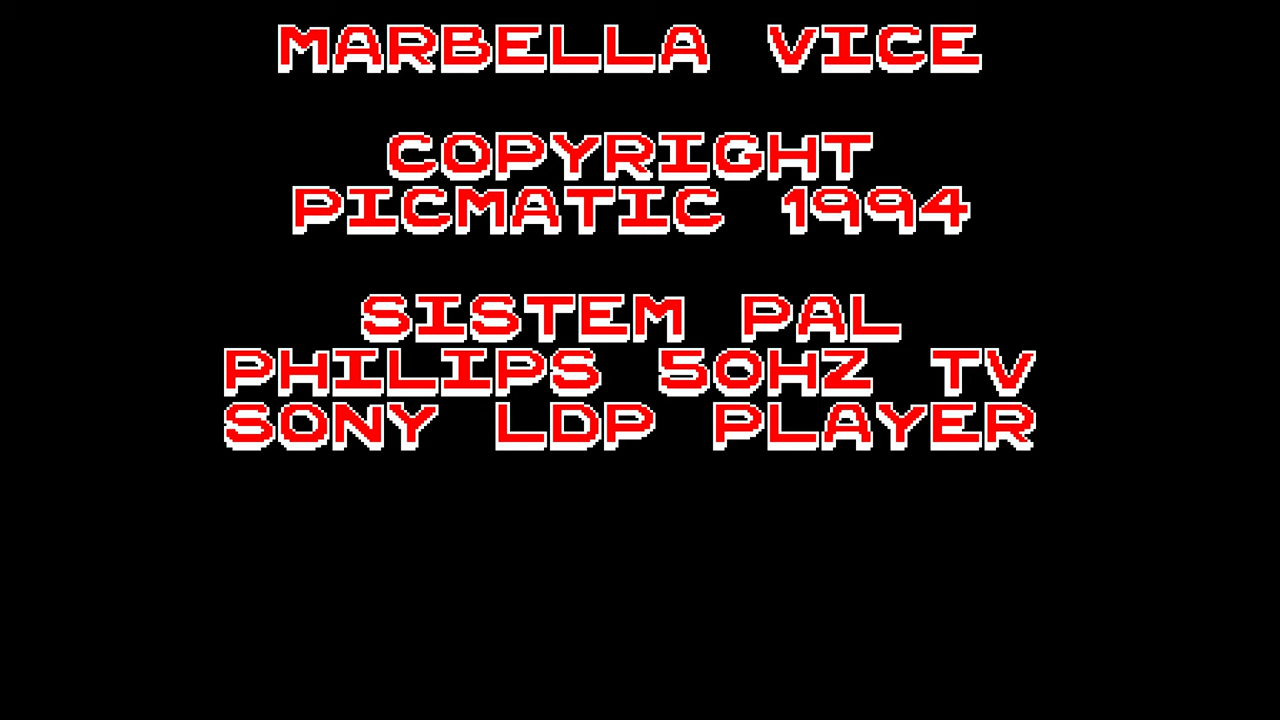 MARBELLA VICE
COPYRIGHT
PICMATIC 1994
SISTEM PAL
PHILIPS 50HZ TV
SONY LDP PLAYER